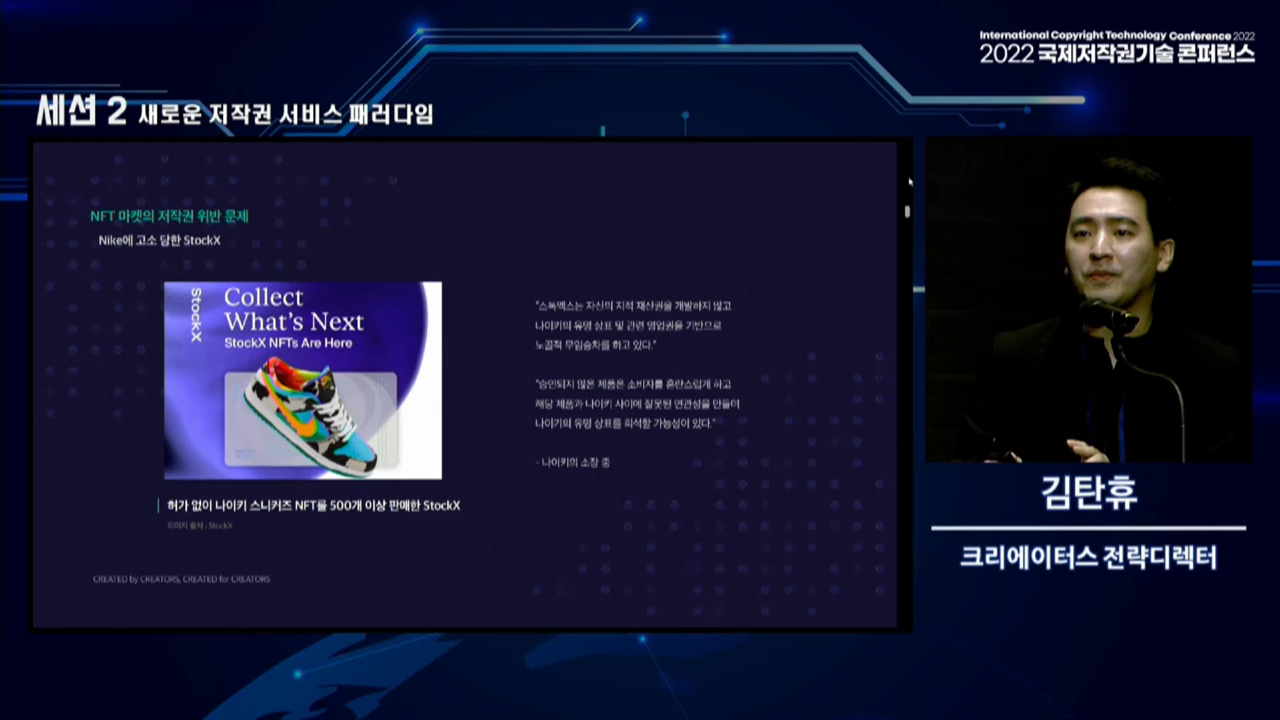 International Copyright Technology Conference 2022
2022 국제저작권기술 콘퍼런스
세션 2 새로운 저작권 서비스 패러다임
NFT 마켓의 저작권 위반 문제
Nike에 고소 당한 StockX
StockX
Collect
What's Next
StockX NFTs Are Here
허가 없이 나이키 스니커즈 NFT를 500개 이상 판매한 StockX
이미지 출처 : StockX
"스톡엑스는 자신의 지적 재산권을 개발하지 않고
나이키의 유명 상표 및 관련 영업권을 기반으로
노골적 무임승차를 하고 있다."
"승인되지 않은 제품은 소비자를 혼란스럽게 하고
해당 제품과 나이키 사이에 잘못된 연관성을 만들며
나이키의 유명 상표를 희석할 가능성이 있다."
- 나이키의 소장 중
CREATED by CREATORS, CREATED for CREATORS
김탄휴
크리에이터스 전략디렉터